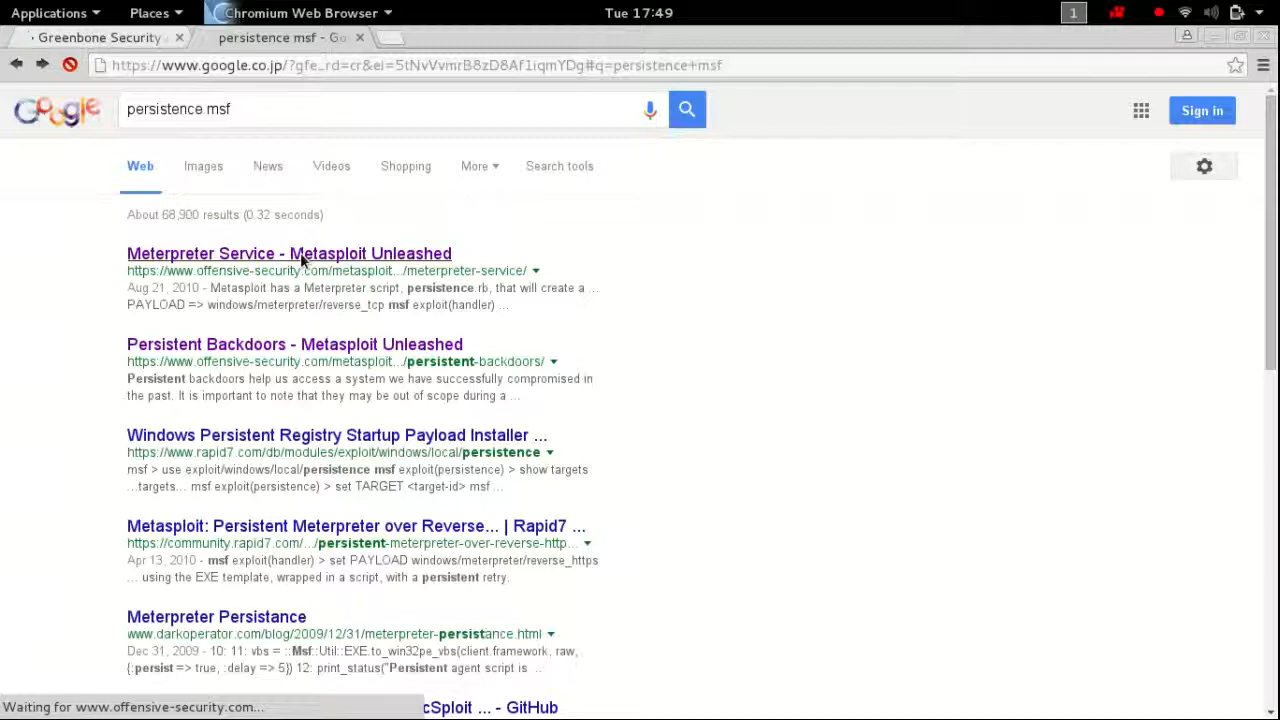 Applications Places Chromium Web Browser Tue 17:49 1
Greenbone Security persistence msf - Go
https://www.google.co.jp/?gfe_rd=cr&ei=5tNvVvmrB8zD8Af1iqmYDg#q=persistence+msf
Google persistence msf Sign in
Web Images News Videos Shopping More Search tools
About 68,900 results (0.32 seconds)
Meterpreter Service - Metasploit Unleashed
https://www.offensive-security.com/metasploit.../meterpreter-service/
Aug 21, 2010 - Metasploit has a Meterpreter script, persistence.rb, that will create a ...
PAYLOAD => windows/meterpreter/reverse_tcp msf exploit(handler) ...
Persistent Backdoors - Metasploit Unleashed
https://www.offensive-security.com/metasploit.../persistent-backdoors/
Persistent backdoors help us access a system we have successfully compromised in
the past. It is important to note that they may be out of scope during a ...
Windows Persistent Registry Startup Payload Installer ...
https://www.rapid7.com/db/modules/exploit/windows/local/persistence
msf > use exploit/windows/local/persistence msf exploit(persistence) > show targets
...targets... msf exploit(persistence) > set TARGET <target-id> msf ...
Metasploit: Persistent Meterpreter over Reverse... | Rapid7 ...
https://community.rapid7.com/.../persistent-meterpreter-over-reverse-http...
Apr 13, 2010 - msf exploit(handler) > set PAYLOAD windows/meterpreter/reverse_https
... using the EXE template, wrapped in a script, with a persistent retry.
Meterpreter Persistance
www.darkoperator.com/blog/2009/12/31/meterpreter-persistance.html
Dec 31, 2009 - 10: 11: vbs = ::Msf::Util::EXE.to_win32pe_vbs(client.framework, raw,
{:persist => true, :delay => 5}) 12: print_status("Persistent agent script is ...
cSploit ... - GitHub
Waiting for www.offensive-security.com...